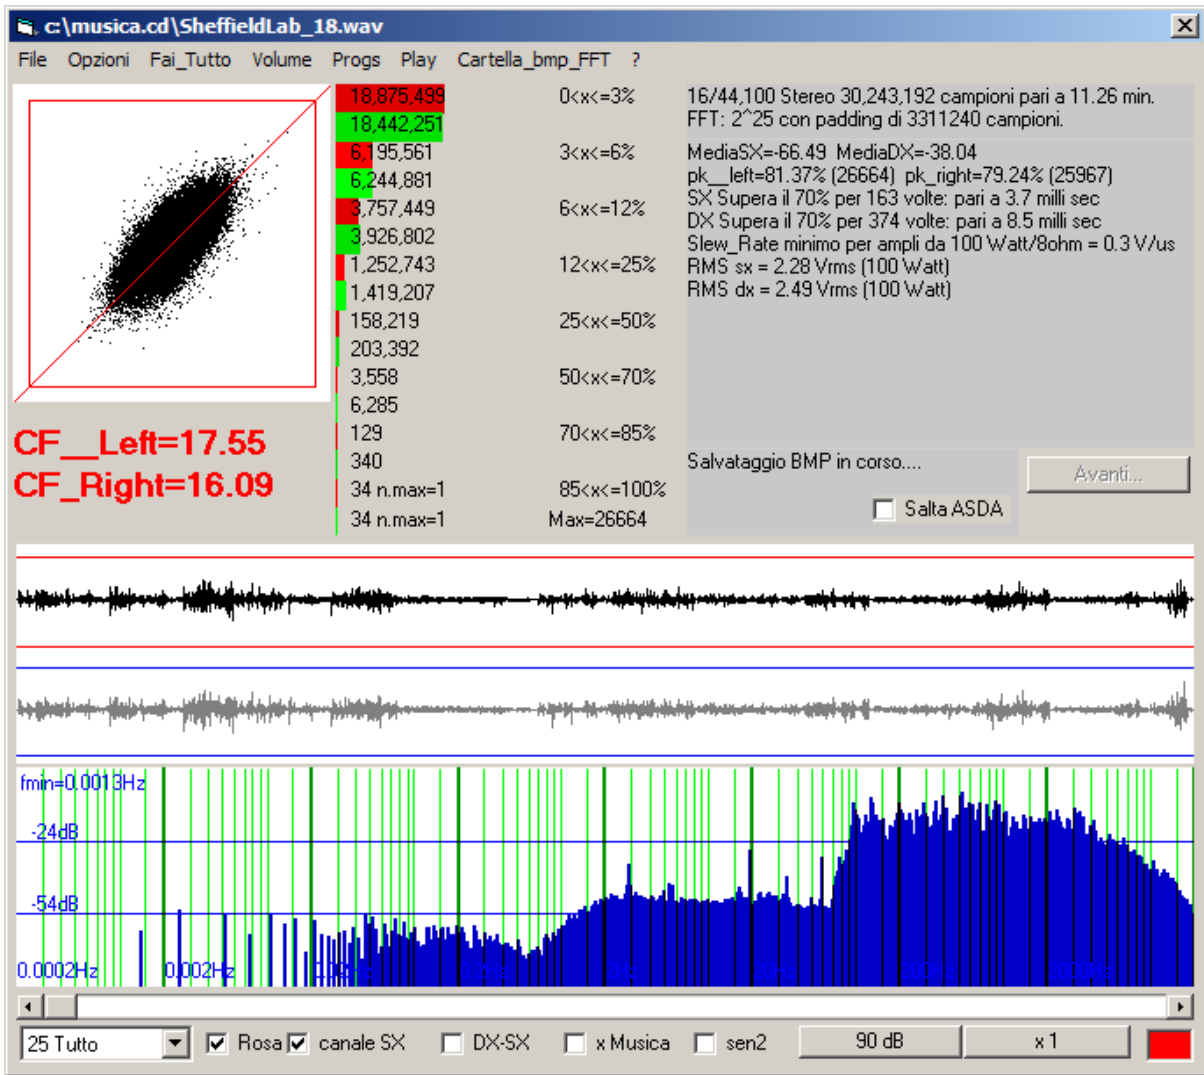 c:\musica.cd\SheffieldLab_18.wav
File Opzioni Fai_Tutto Volume Progs Play Cartella_bmp_FFT ?
18,875,499 0<x<=3%
18,442,251
6,195,561 3<x<=6%
6,244,881
3,757,449 6<x<=12%
3,926,802
1,252,743 12<x<=25%
1,419,207
158,219 25<x<=50%
203,392
3,558 50<x<=70%
6,285
129 70<x<=85%
340
34 n.max=1 85<x<=100%
34 n.max=1 Max=26664
16/44,100 Stereo 30,243,192 campioni pari a 11.26 min.
FFT: 2^25 con padding di 3311240 campioni.
MediaSX=-66.49 MediaDX=-38.04
pk__left=81.37% (26664) pk_right=79.24% (25967)
SX Supera il 70% per 163 volte: pari a 3.7 milli sec
DX Supera il 70% per 374 volte: pari a 8.5 milli sec
Slew_Rate minimo per ampli da 100 Watt/8ohm = 0.3 V/us
RMS sx = 2.28 Vrms (100 Watt)
RMS dx = 2.49 Vrms (100 Watt)
CF__Left=17.55
CF_Right=16.09
Salvataggio BMP in corso....
Avanti...
Salta ASDA
fmin=0.0013Hz
-24dB
-54dB
0.0002Hz 0.002Hz 0.02Hz 0.2Hz 2Hz 20Hz 200Hz 2000Hz
25 Tutto Rosa canale SX DX-SX x Musica sen2 90 dB x 1